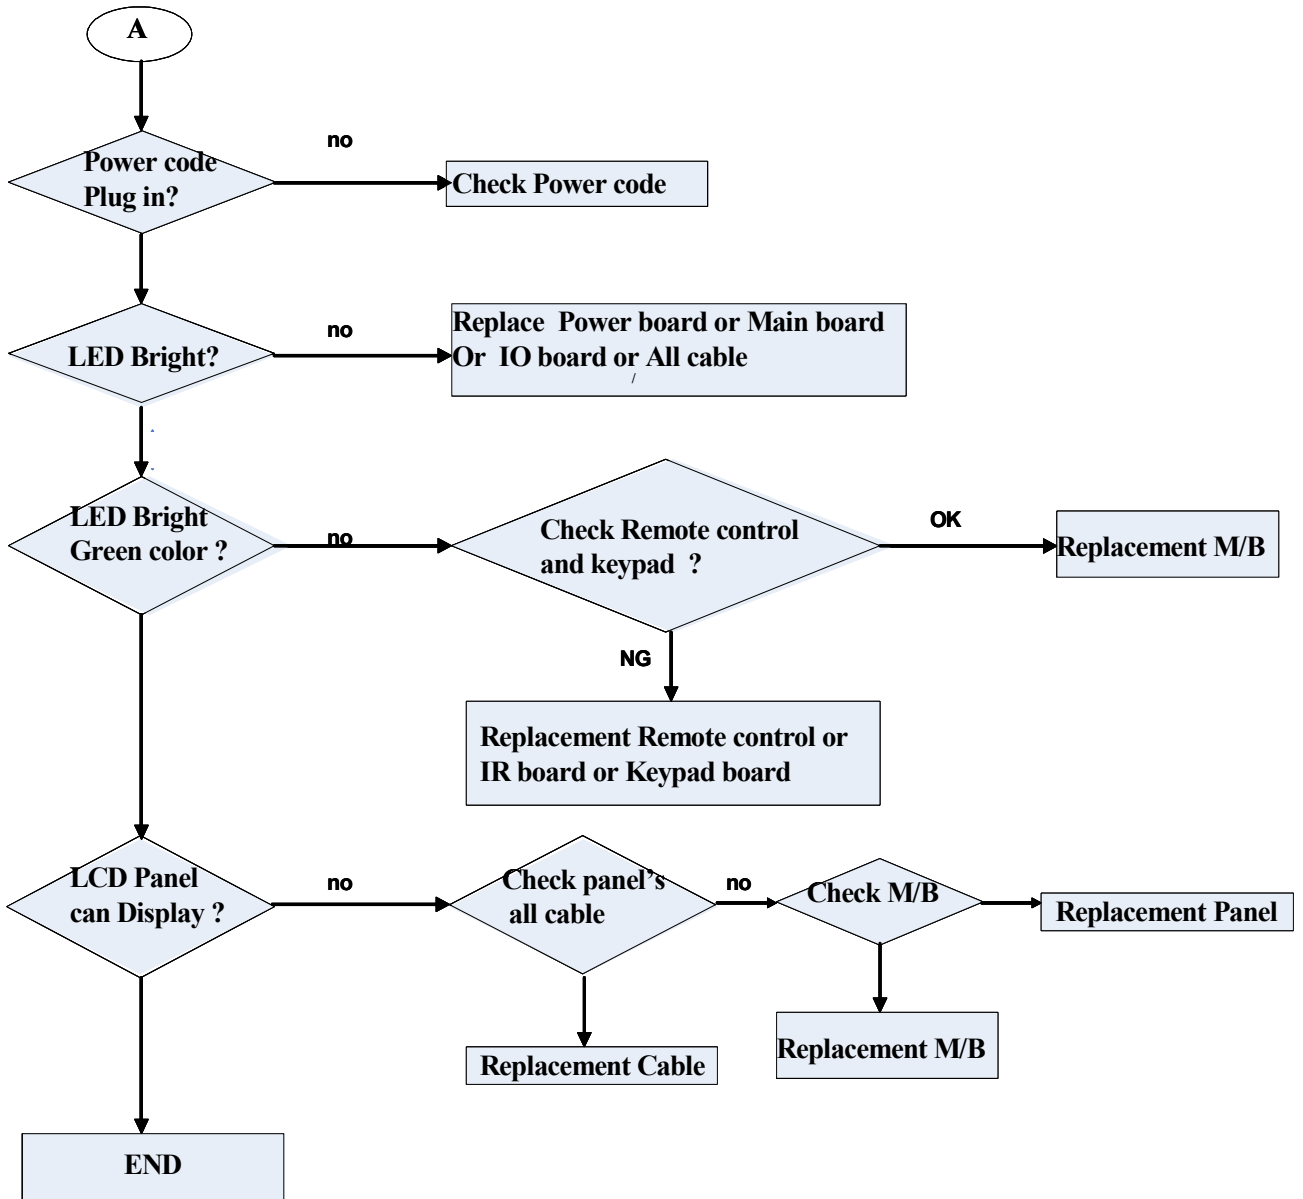 A
no
Power code
Plug in?
Check Power code
no
LED Bright?
Replace  Power board or Main board
Or  IO board or All cable
/
LED Bright
Green color ?
no
Check Remote control
and keypad  ?
OK
Replacement M/B
NG
Replacement Remote control or
IR board or Keypad board
LCD Panel
can Display ?
no
Check panel's
all cable
no
Check M/B
Replacement Panel
Replacement Cable
Replacement M/B
END